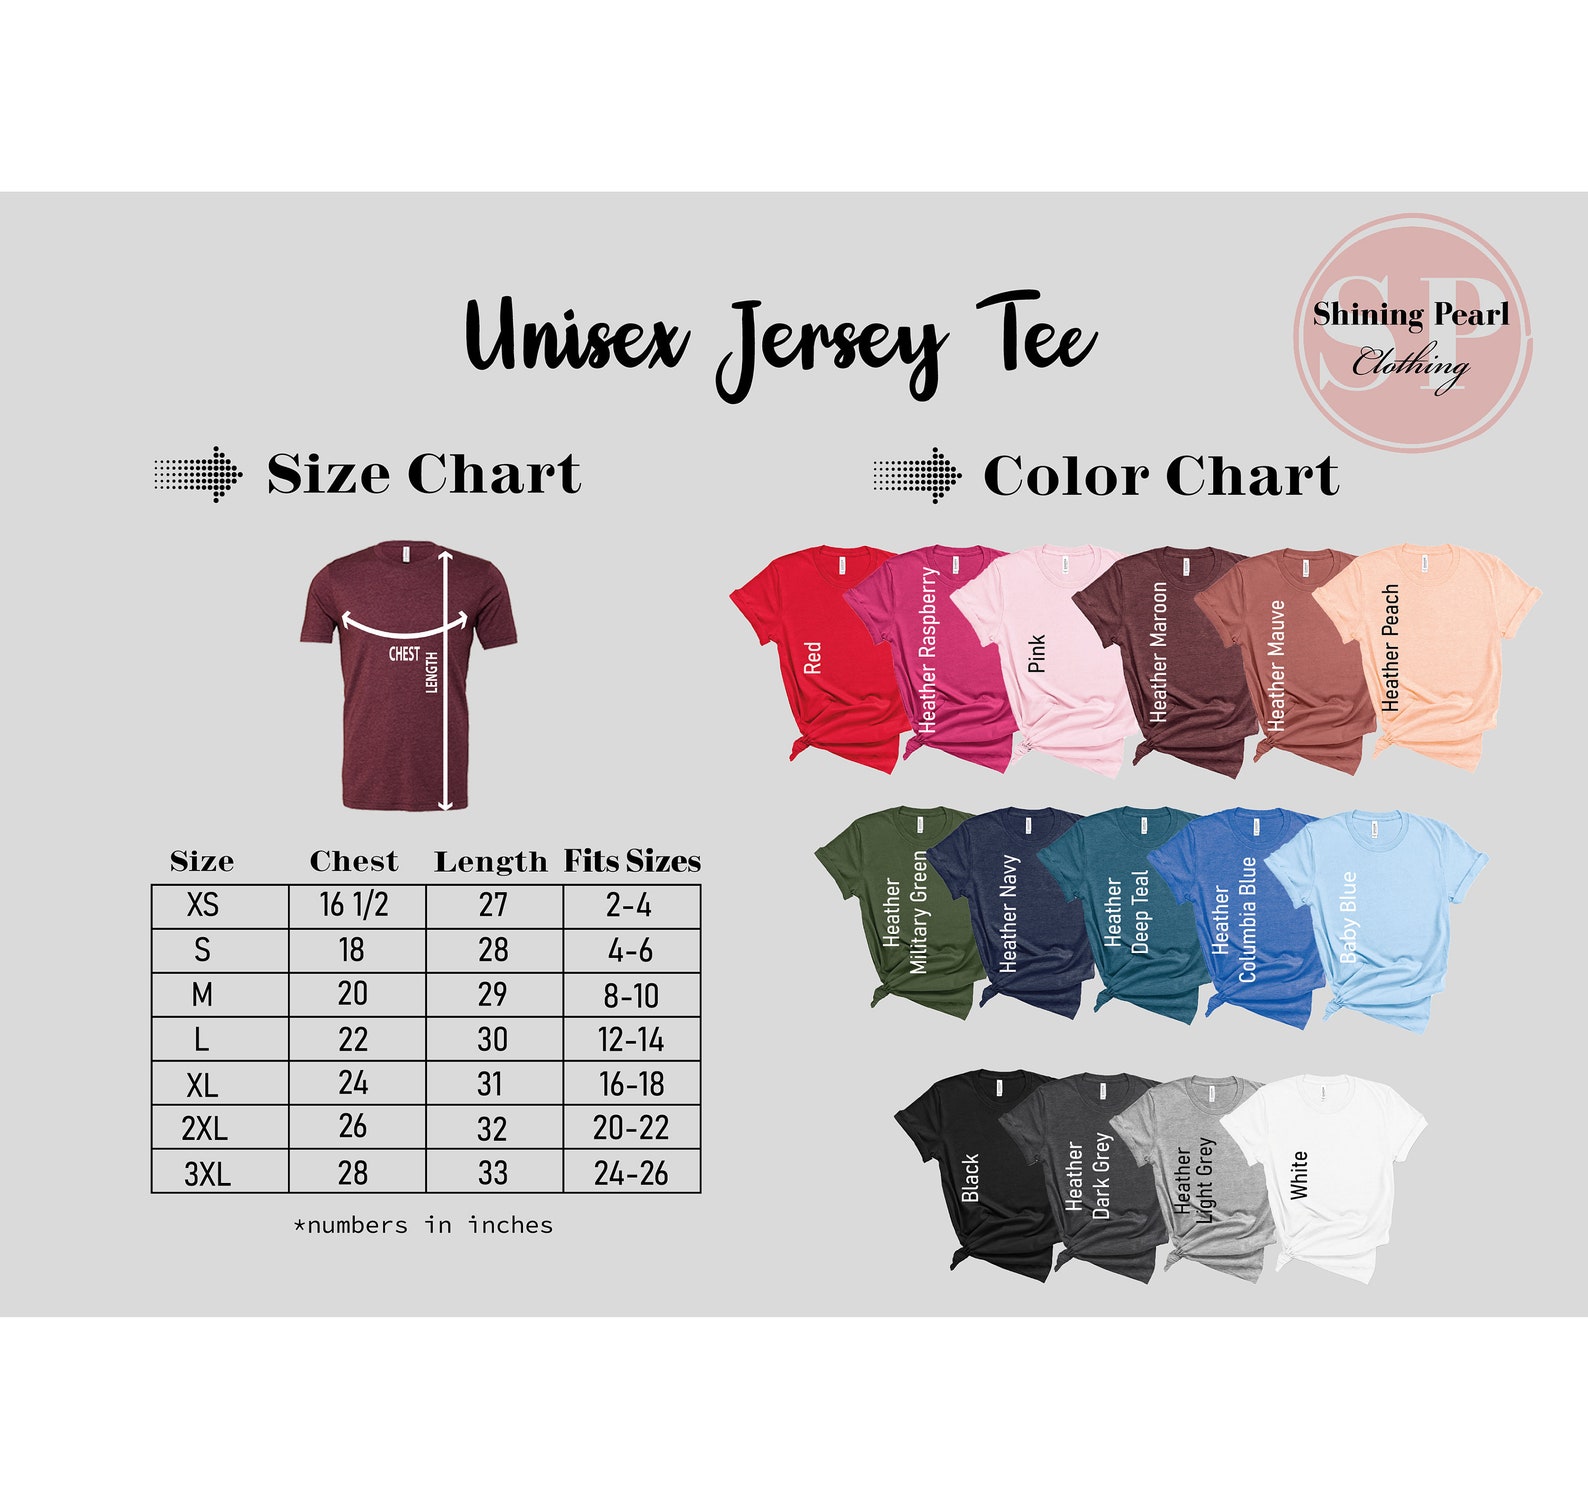 Unisex Jersey Tee
Shining Pearl
Clothing
SP
Size Chart
CHEST
LENGTH
Size Chest Length Fits Sizes
XS 16 1/2 27 2-4
S 18 28 4-6
M 20 29 8-10
L 22 30 12-14
XL 24 31 16-18
2XL 26 32 20-22
3XL 28 33 24-26
*numbers in inches
Color Chart
Red
Heather Raspberry
Pink
Heather Maroon
Heather Mauve
Heather Peach
Heather
Military Green
Heather Navy
Heather
Deep Teal
Heather
Columbia Blue
Baby Blue
Black
Heather
Dark Grey
Heather
Light Grey
White